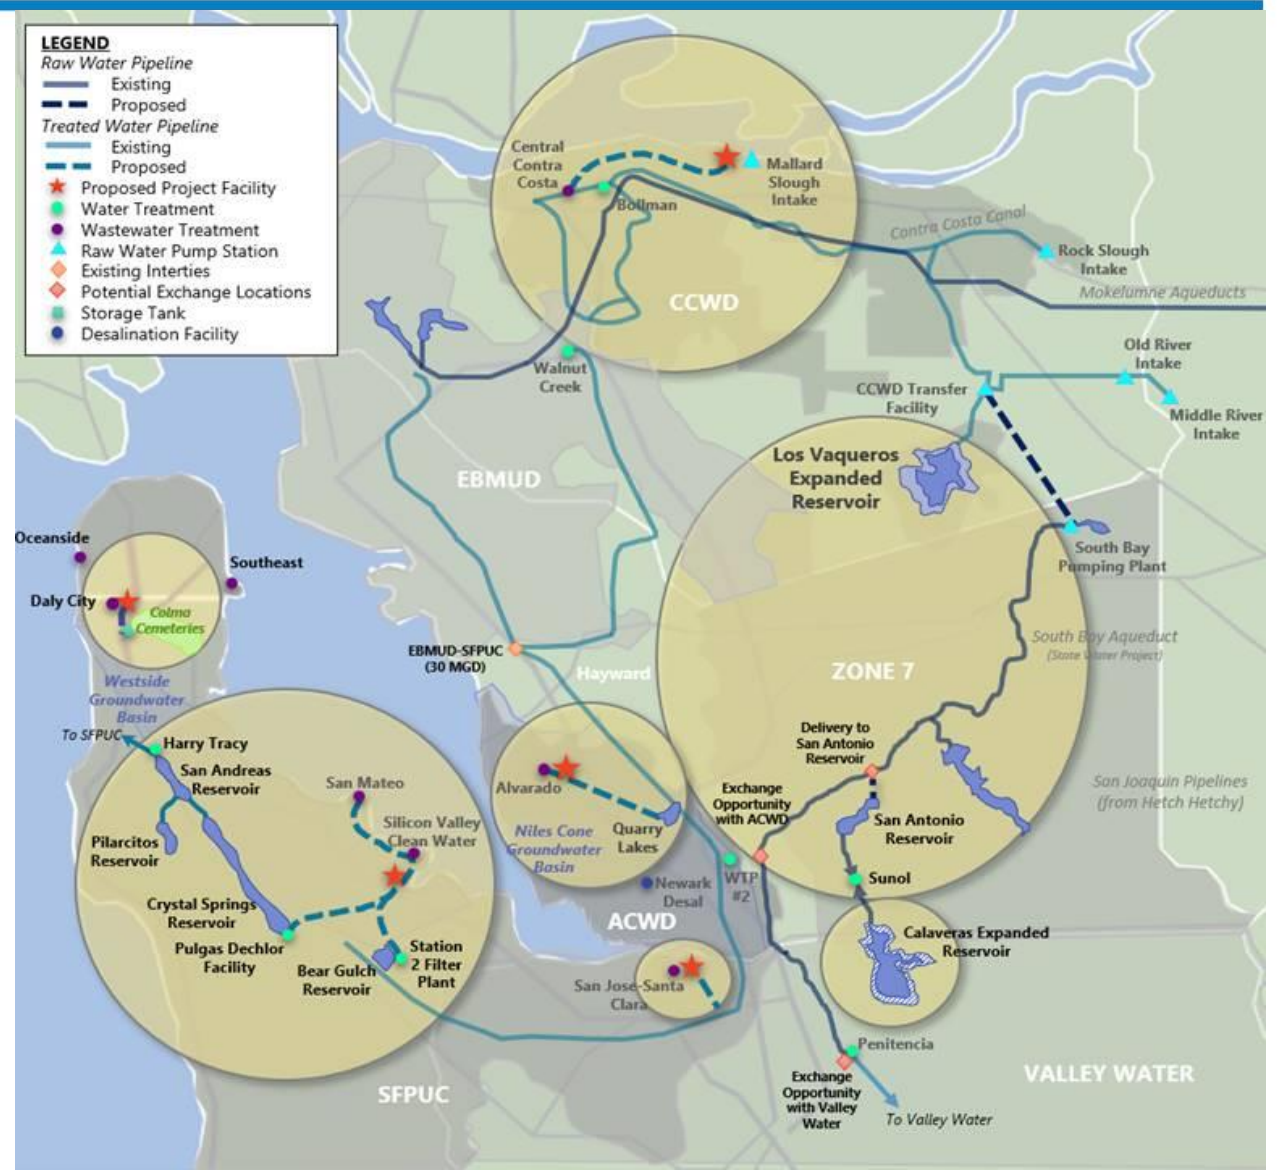 LEGEND
Raw Water Pipeline
Existing
Proposed
Treated Water Pipeline
Existing
Proposed
Proposed Project Facility
Water Treatment
Wastewater Treatment
Raw Water Pump Station
Existing Interties
Potential Exchange Locations
Storage Tank
Desalination Facility
Central
Contra
Costa
Bollman
Mallard
Slough
Intake
Contra Costa Canal
Rock Slough
Intake
Mokelumne Aqueducts
CCWD
Walnut
Creek
Old River
Intake
CCWD Transfer
Facility
Middle River
Intake
EBMUD
Los Vaqueros
Expanded
Reservoir
South Bay
Pumping Plant
Oceanside
Southeast
Daly City
Colma
Cemeteries
EBMUD-SFPUC
(30 MGD)
Hayward
ZONE 7
South Bay Aqueduct
(State Water Project)
Westside
Groundwater
Basin
To SFPUC
Harry Tracy
San Andreas
Reservoir
San Mateo
Pilarcitos
Reservoir
Silicon Valley
Clean Water
Crystal Springs
Reservoir
Pulgas Dechlor
Facility
Bear Gulch
Reservoir
Station
2 Filter
Plant
Alvarado
Niles Cone
Groundwater
Basin
Quarry
Lakes
Delivery to
San Antonio
Reservoir
Exchange
Opportunity
with ACWD
San Antonio
Reservoir
San Joaquin Pipelines
(from Hetch Hetchy)
Newark
Desal
WTP
#2
Sunol
ACWD
Calaveras Expanded
Reservoir
San Jose-Santa
Clara
Penitencia
Exchange
Opportunity
with Valley
Water
To Valley Water
VALLEY WATER
SFPUC